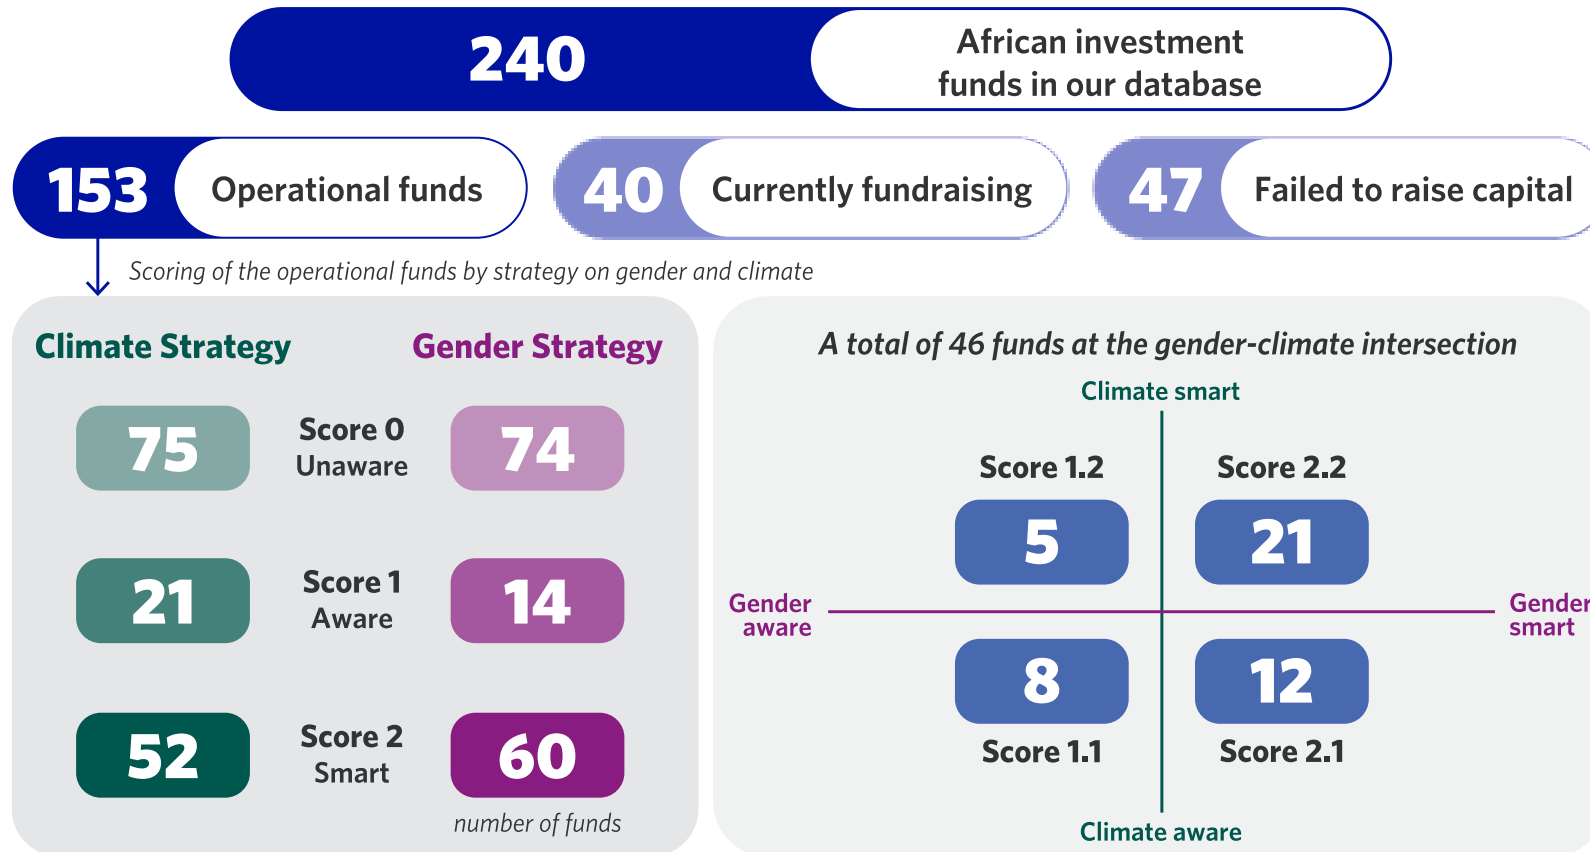 240
African investment
funds in our database
153
Operational funds
40
Currently fundraising
47
Failed to raise capital
Scoring of the operational funds by strategy on gender and climate
Climate Strategy
Gender Strategy
75
Score 0
Unaware
74
21
Score 1
Aware
14
52
Score 2
Smart
60
number of funds
A total of 46 funds at the gender-climate intersection
Climate smart
Score 1.2
Score 2.2
5
21
Gender
aware
Gender
smart
8
12
Score 1.1
Score 2.1
Climate aware